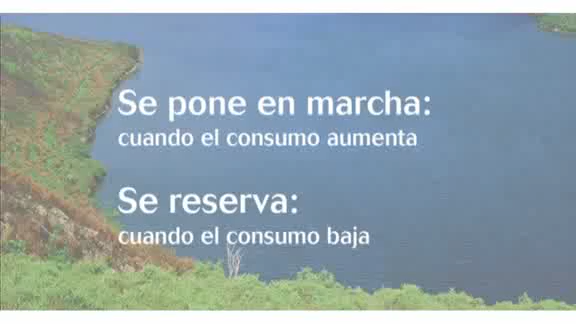 Se pone en marcha:
cuando el consumo aumenta
Se reserva:
cuando el consumo baja